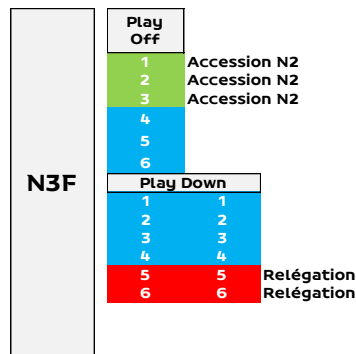 Play
Off
1 Accession N2
2 Accession N2
3 Accession N2
4
5
6
N3F
Play Down
1 1
2 2
3 3
4 4
5 5 Relégation
6 6 Relégation